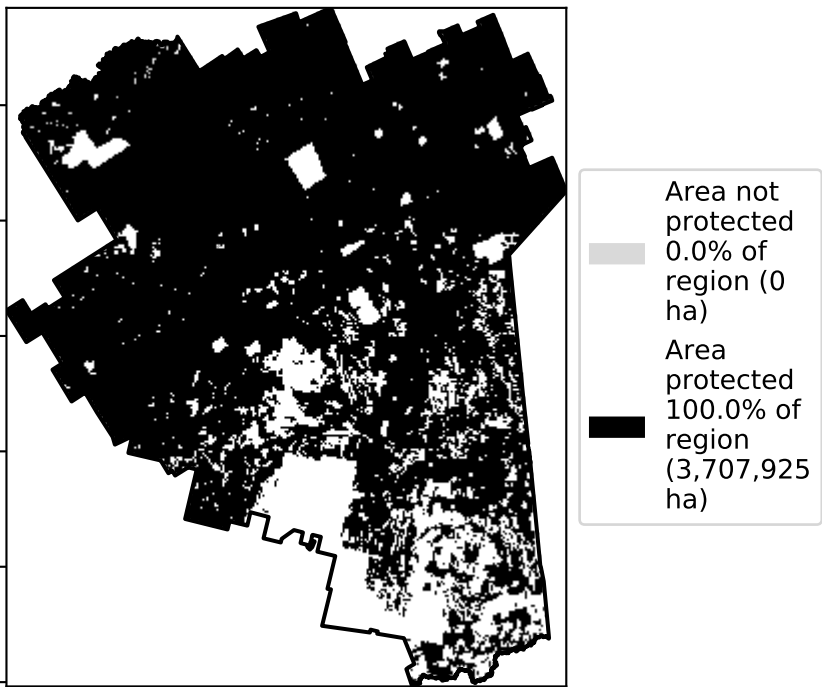 Area not
protected
0.0% of
region (0
ha)
Area
protected
100.0% of
region
(3,707,925
ha)